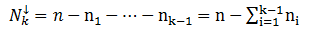 N_k^↓ = n − n_1 − ⋯ − n_{k−1} = n − ∑_{i=1}^{k−1} n_i